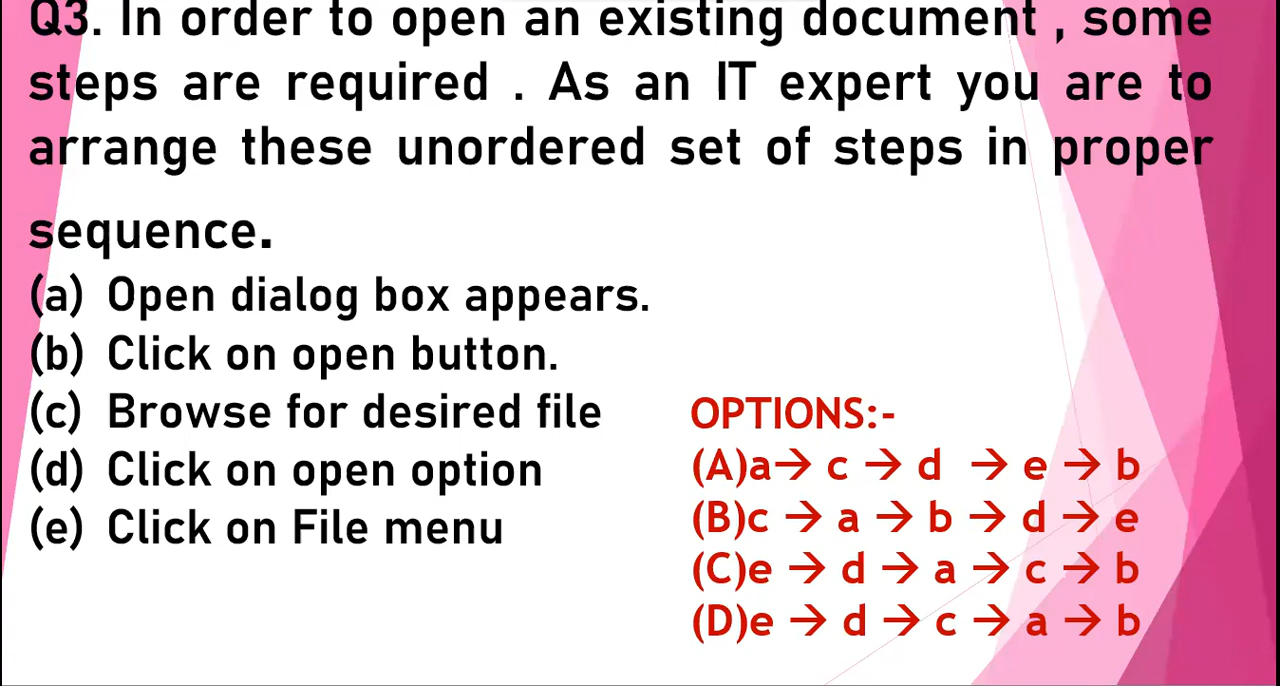 Q3. In order to open an existing document , some
steps are required . As an IT expert you are to
arrange these unordered set of steps in proper
sequence.
(a) Open dialog box appears.
(b) Click on open button.
(c) Browse for desired file
(d) Click on open option
(e) Click on File menu
OPTIONS:-
(A)a→ c → d → e → b
(B)c → a → b → d → e
(C)e → d → a → c → b
(D)e → d → c → a → b